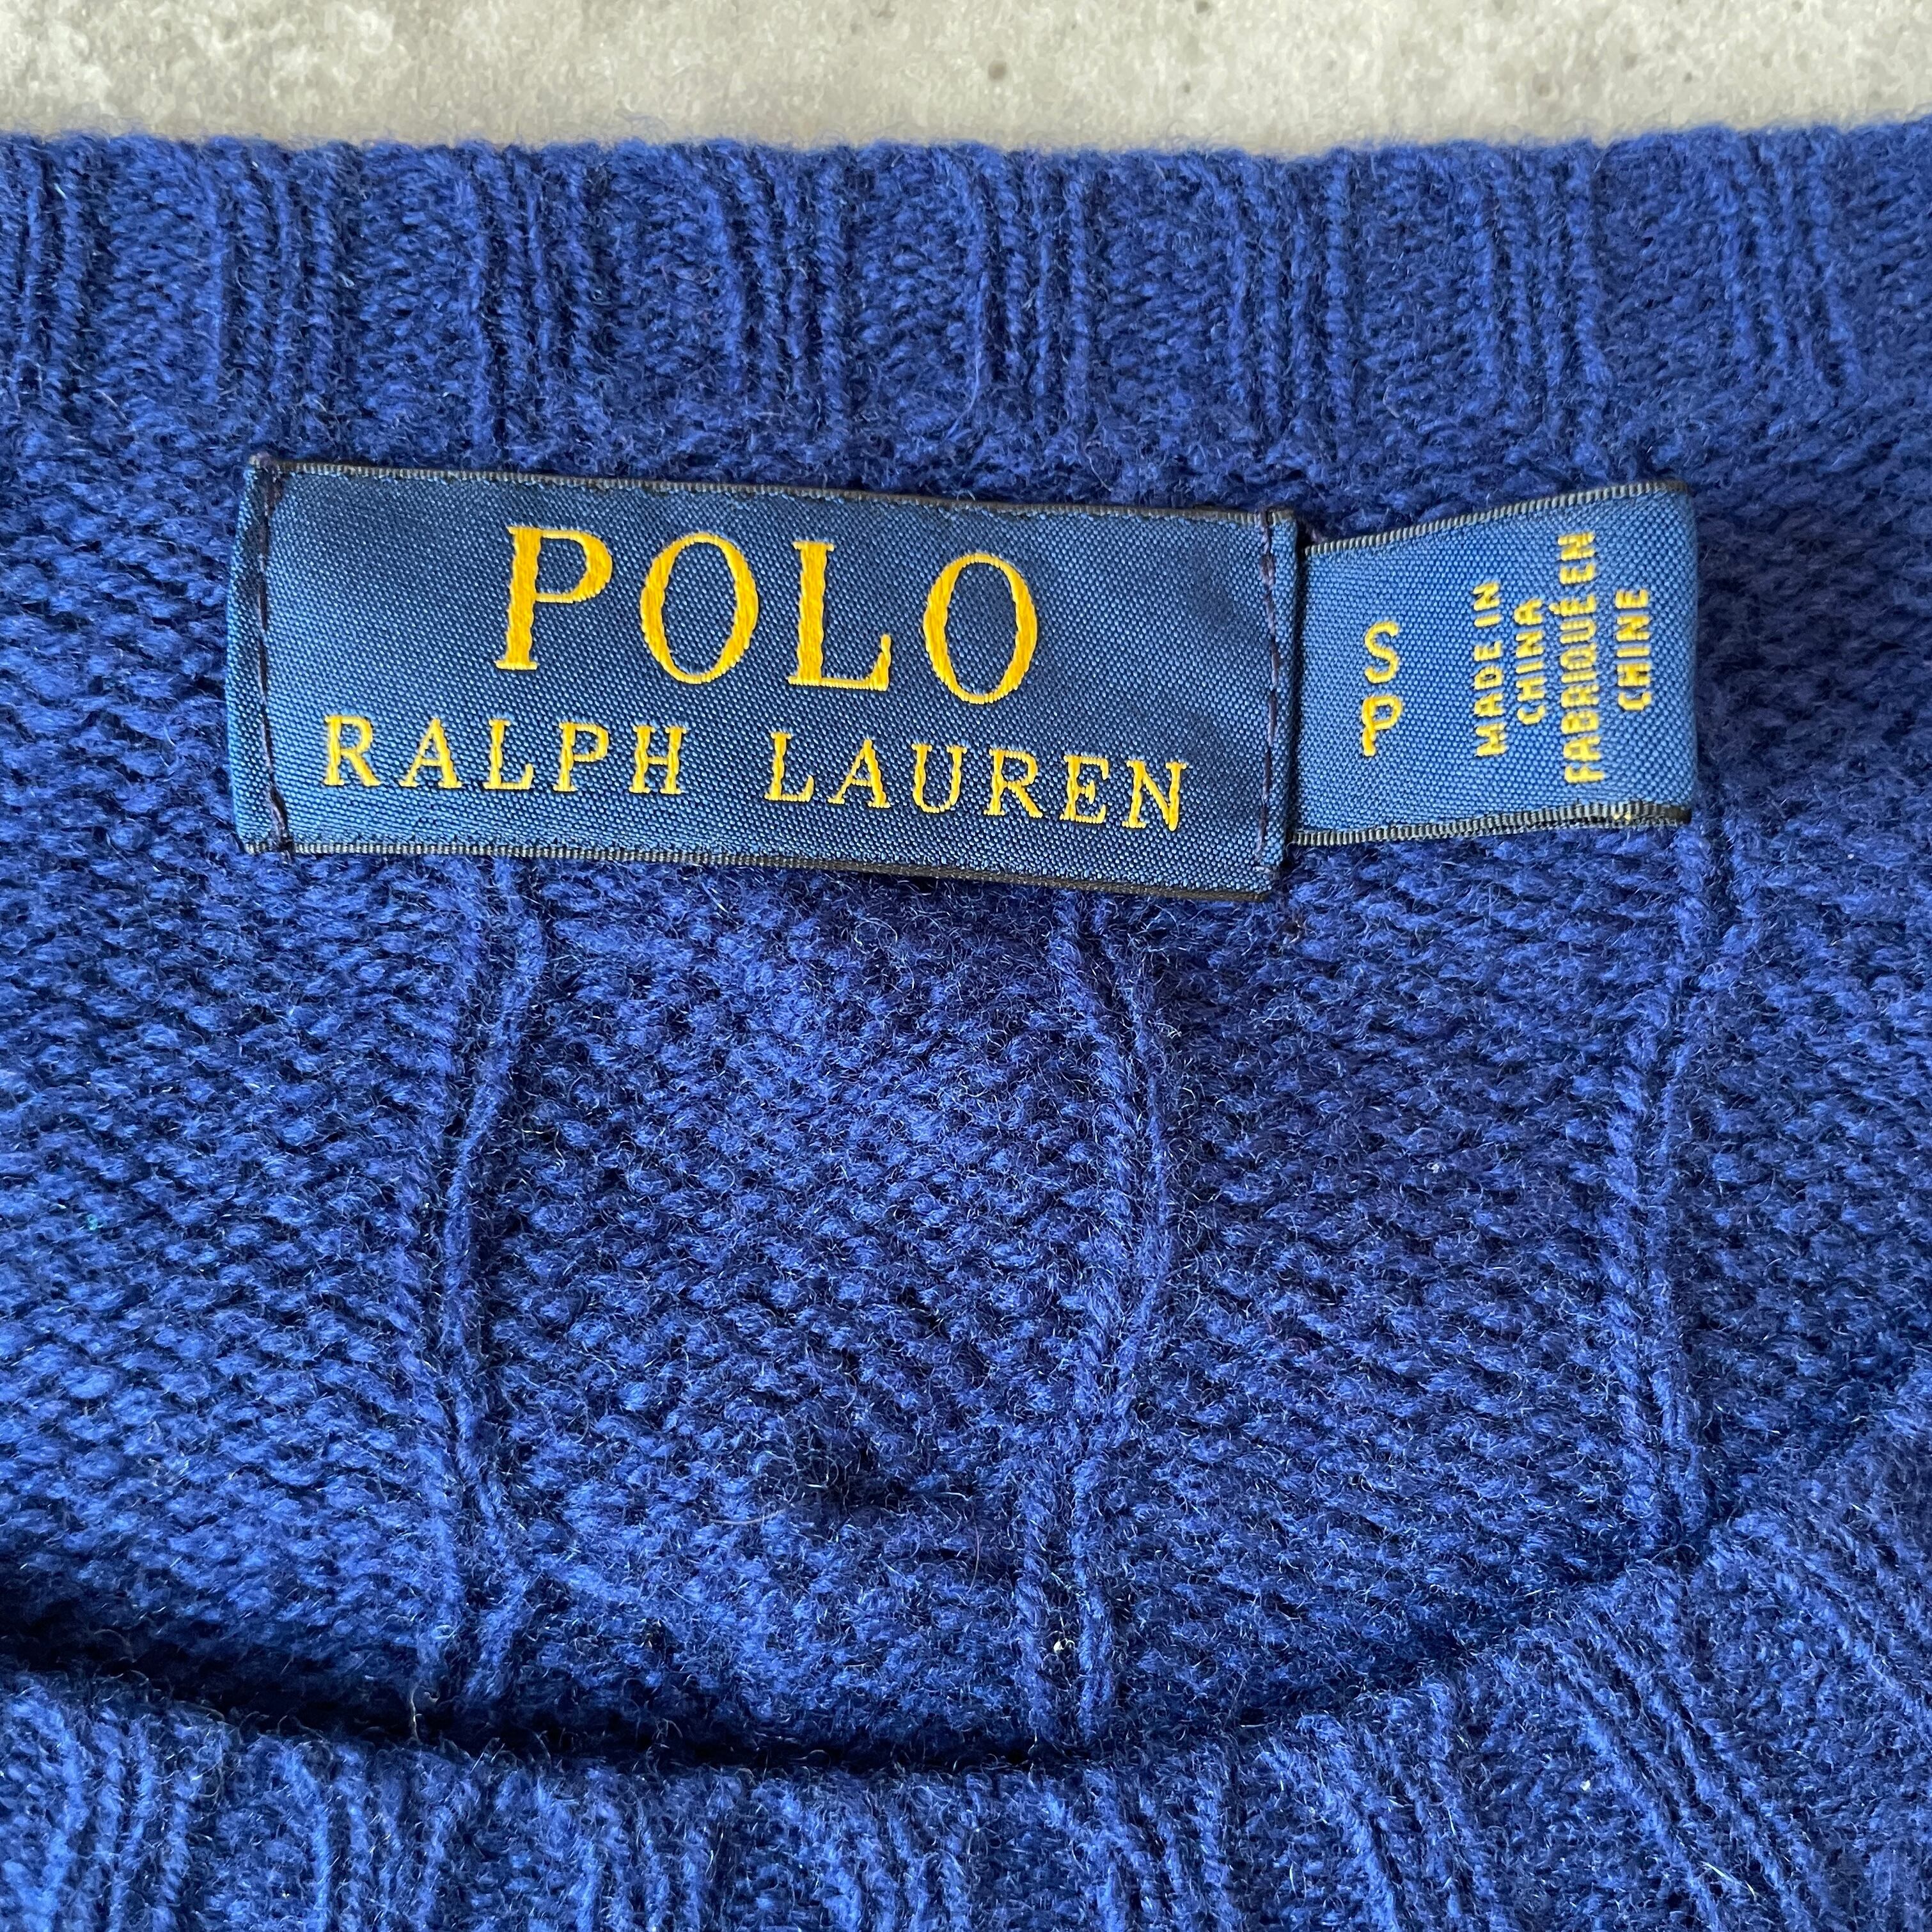 POLO
RALPH LAUREN
S
P
MADE IN
CHINA
FABRIQUÉ EN
CHINE